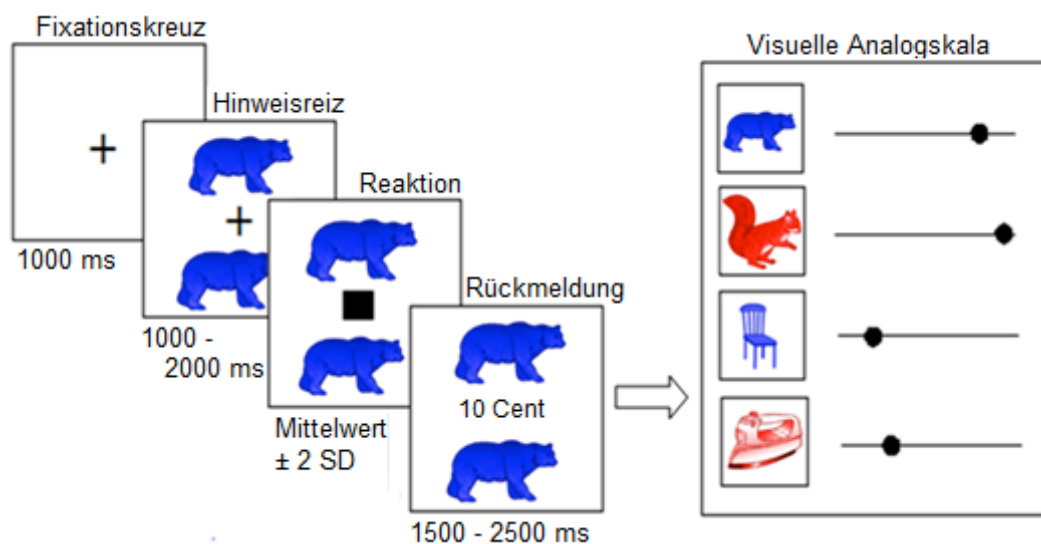 Fixationskreuz
1000 ms
Hinweisreiz
1000 -
2000 ms
Reaktion
Mittelwert
± 2 SD
Rückmeldung
10 Cent
1500 - 2500 ms
Visuelle Analogskala